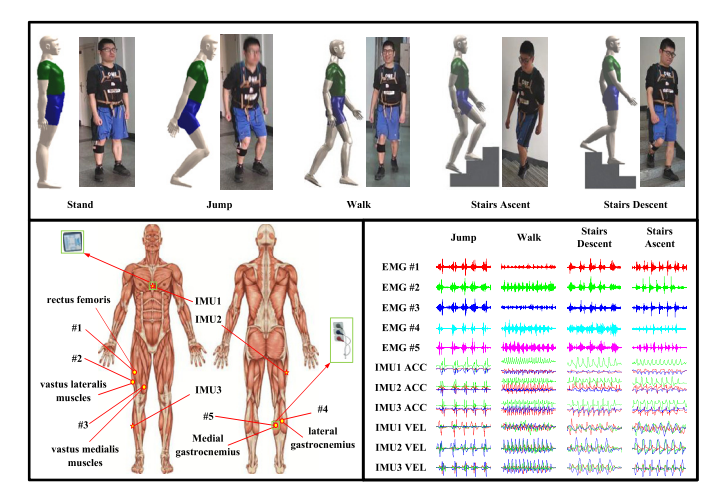 Stand
Jump
Walk
Stairs Ascent
Stairs Descent
rectus femoris
#1
#2
vastus lateralis
muscles
#3
vastus medialis
muscles
IMU1
IMU2
IMU3
#5
Medial
gastrocnemius
#4
lateral
gastrocnemius
Jump
Walk
Stairs
Descent
Stairs
Ascent
EMG #1
EMG #2
EMG #3
EMG #4
EMG #5
IMU1 ACC
IMU2 ACC
IMU3 ACC
IMU1 VEL
IMU2 VEL
IMU3 VEL